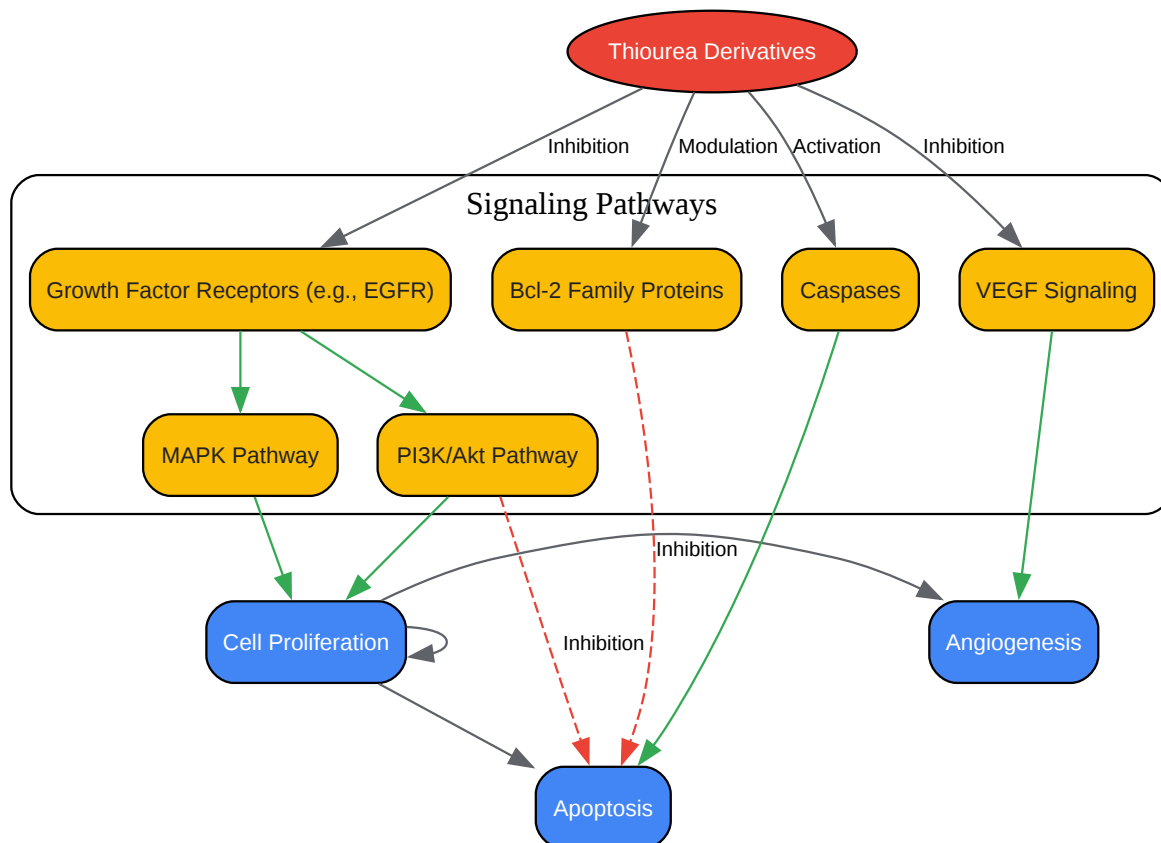 Thiourea Derivatives
Inhibition
Modulation
Activation
Inhibition
Signaling Pathways
Growth Factor Receptors (e.g., EGFR)
Bcl-2 Family Proteins
Caspases
VEGF Signaling
MAPK Pathway
PI3K/Akt Pathway
Inhibition
Cell Proliferation
Inhibition
Angiogenesis
Apoptosis